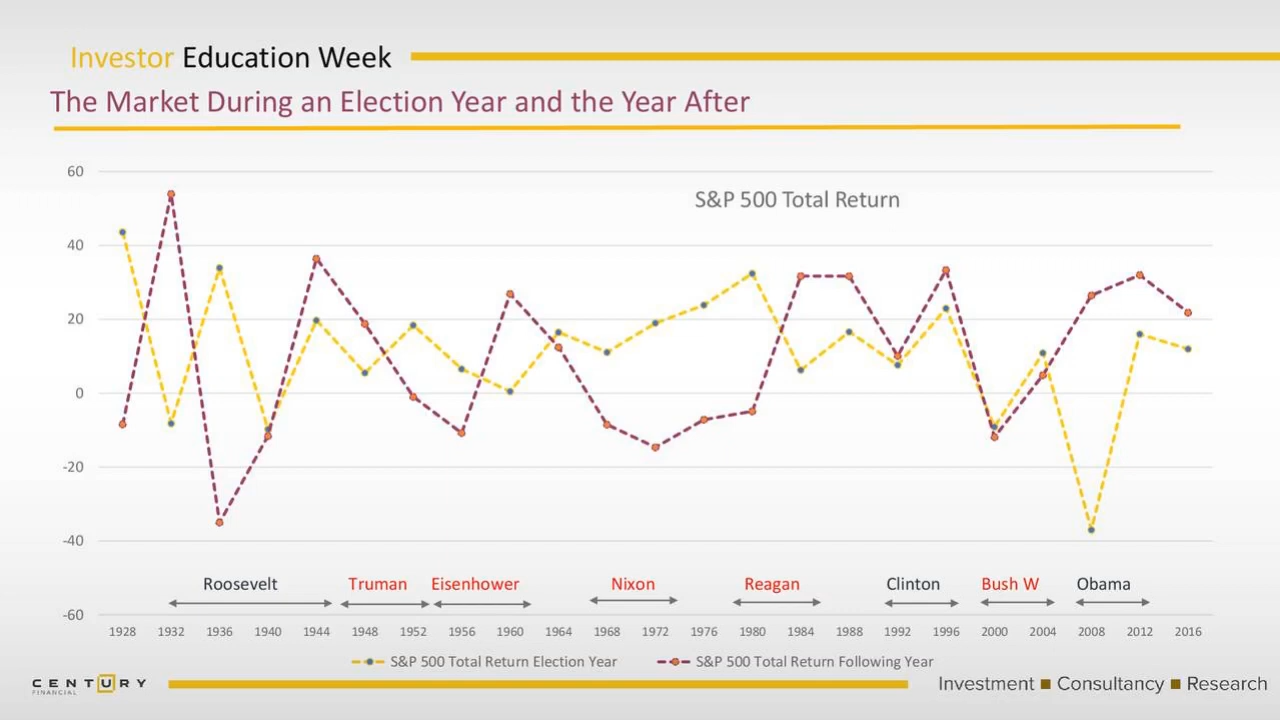 Investor Education Week
The Market During an Election Year and the Year After
S&P 500 Total Return
60
40
20
0
-20
-40
-60
Roosevelt Truman Eisenhower Nixon Reagan Clinton Bush W Obama
1928 1932 1936 1940 1944 1948 1952 1956 1960 1964 1968 1972 1976 1980 1984 1988 1992 1996 2000 2004 2008 2012 2016
S&P 500 Total Return Election Year S&P 500 Total Return Following Year
CENTURY
FINANCIAL
Investment ■ Consultancy ■ Research